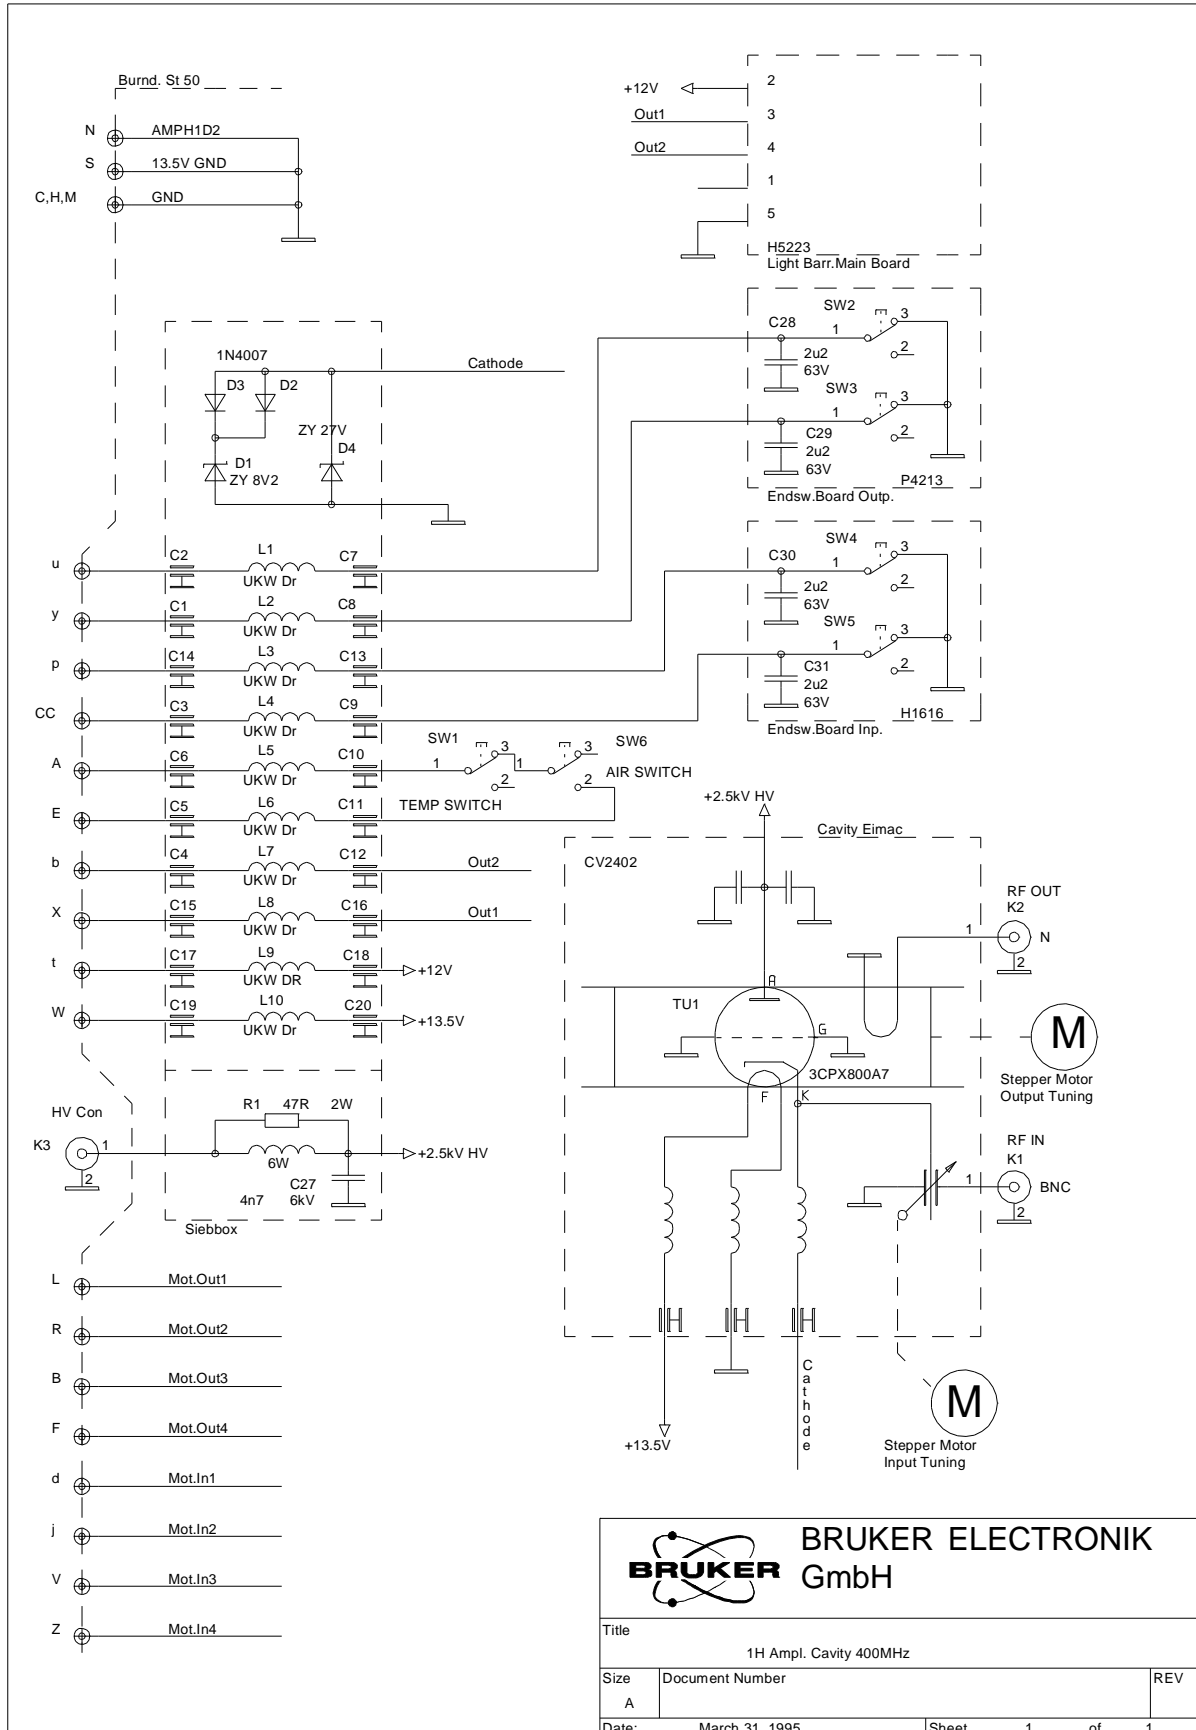 Burnd. St 50
N AMPH1D2
S 13.5V GND
C,H,M GND
+12V 2
Out1 3
Out2 4
1
5
H5223
Light Barr.Main Board
1N4007
D3 D2
ZY 27V
D4
D1
ZY 8V2
Cathode
C28
SW2
1 3
2
2u2
63V
SW3
1 3
2
C29
2u2
63V
P4213
Endsw.Board Outp.
C30
SW4
1 3
2
2u2
63V
SW5
1 3
2
C31
2u2
63V
H1616
Endsw.Board Inp.
u C2 L1 C7
UKW Dr
y C1 L2 C8
UKW Dr
p C14 L3 C13
UKW Dr
CC C3 L4 C9
UKW Dr
A C6 L5 C10
UKW Dr
SW1
1 3
2
TEMP SWITCH
SW6
1 3
2
AIR SWITCH
E C5 L6 C11
UKW Dr
b C4 L7 C12 Out2
UKW Dr
X C15 L8 C16 Out1
UKW Dr
t C17 L9 C18 +12V
UKW DR
W C19 L10 C20 +13.5V
UKW Dr
HV Con
K3 1
2
R1 47R 2W
6W
+2.5kV HV
C27
4n7 6kV
Siebbox
+2.5kV HV
Cavity Eimac
CV2402
RF OUT
K2
1 N
2
A
TU1
G
3CPX800A7
F K
M
Stepper Motor
Output Tuning
RF IN
K1
1 BNC
2
Cathode
+13.5V
M
Stepper Motor
Input Tuning
L Mot.Out1
R Mot.Out2
B Mot.Out3
F Mot.Out4
d Mot.In1
j Mot.In2
V Mot.In3
Z Mot.In4
BRUKER
BRUKER ELECTRONIK
GmbH
Title
1H Ampl. Cavity 400MHz
Size Document Number REV
A
Date: March 31, 1995 Sheet 1 of 1